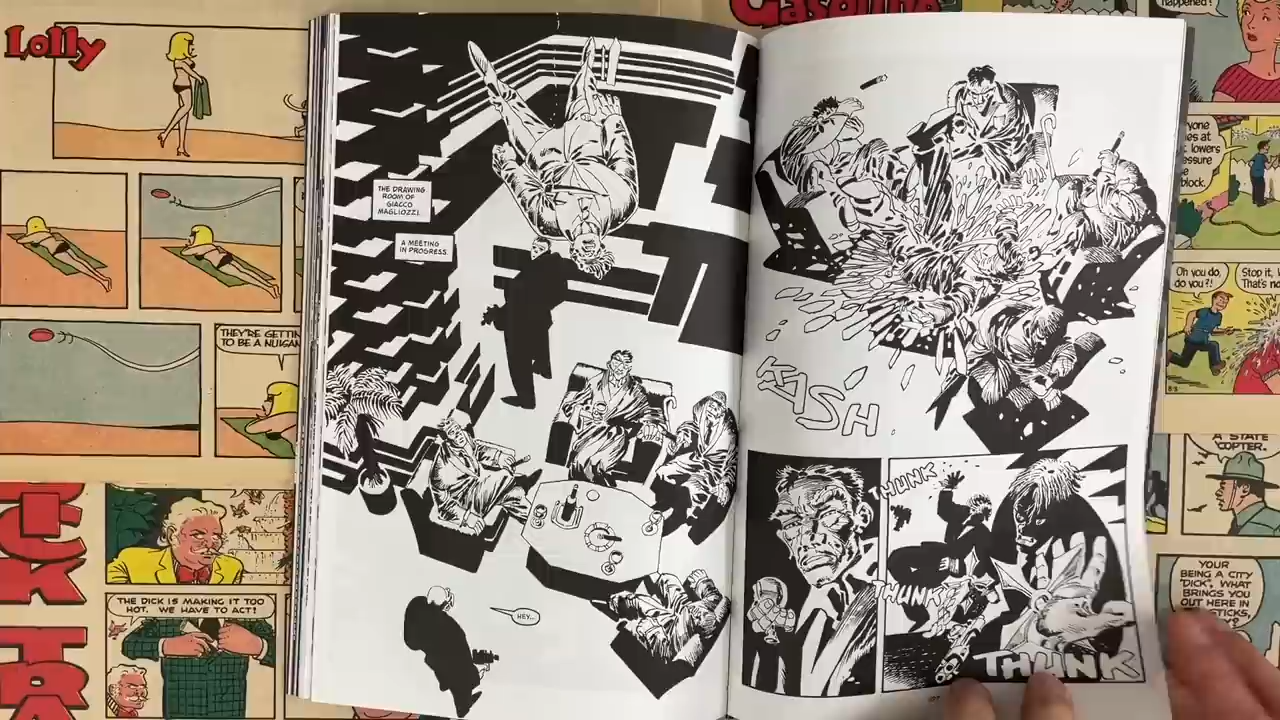 Lolly
THEY'RE GETTIN
TO BE A NUISAN
THE DICK IS MAKING IT TOO
HOT. WE HAVE TO ACT!
THE DRAWING
ROOM OF
GIACCO
MAGLIOZZI.
A MEETING
IN PROGRESS.
HEY...
KASH
THUNK
THUNK
THUNK
Gasoline
happened!
yone
es at
lowers
essure
e
block.
Oh you do,
do you?!
Stop it,
That's no
A STATE
COPTER.
YOUR
BEING A CITY
"DICK", WHAT
BRINGS YOU
OUT HERE IN
STICKS,